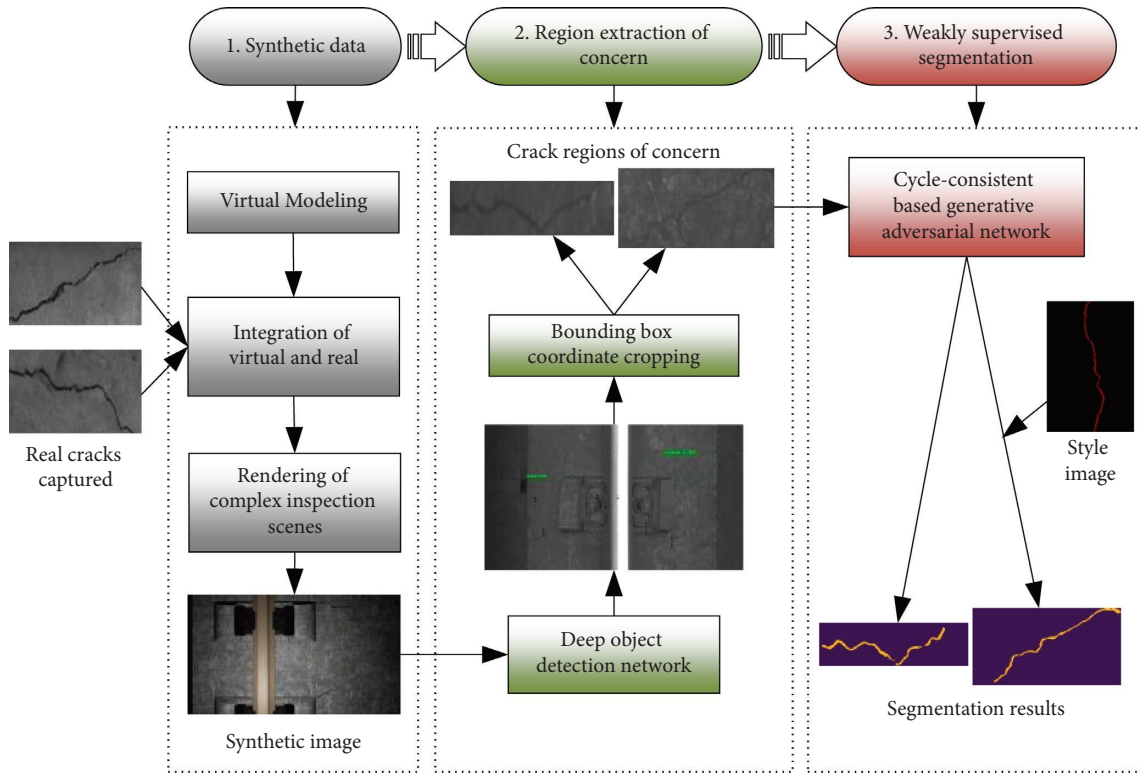 1. Synthetic data
2. Region extraction of
concern
3. Weakly supervised
segmentation
Virtual Modeling
Integration of
virtual and real
Real cracks
captured
Rendering of
complex inspection
scenes
Synthetic image
Crack regions of concern
Bounding box
coordinate cropping
Deep object
detection network
Cycle-consistent
based generative
adversarial network
Style
image
Segmentation results